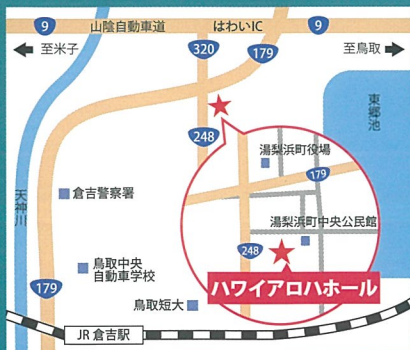 9
山陰自動車道
はわいIC
9
至米子
320
179
至鳥取
東郷池
248
湯梨浜町役場
179
倉吉警察署
天神川
湯梨浜町中央公民館
248
鳥取中央
自動車学校
ハワイアロハホール
179
鳥取短大
JR 倉吉駅